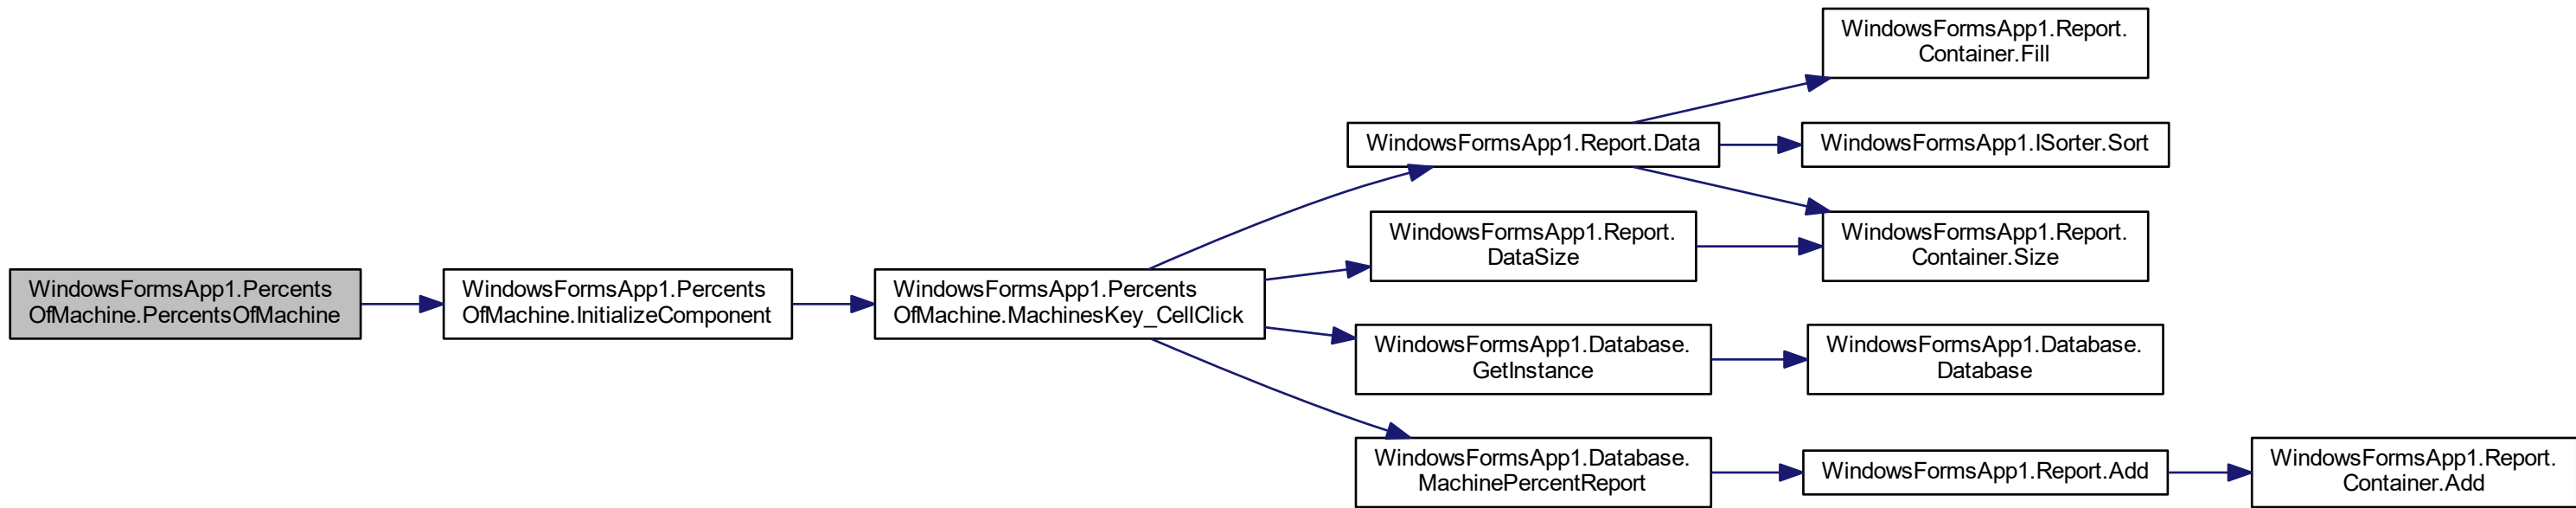 WindowsFormsApp1.Percents
OfMachine.PercentsOfMachine
WindowsFormsApp1.Percents
OfMachine.InitializeComponent
WindowsFormsApp1.Percents
OfMachine.MachinesKey_CellClick
WindowsFormsApp1.Report.Data
WindowsFormsApp1.Report.
DataSize
WindowsFormsApp1.Database.
GetInstance
WindowsFormsApp1.Database.
MachinePercentReport
WindowsFormsApp1.Report.
Container.Fill
WindowsFormsApp1.ISorter.Sort
WindowsFormsApp1.Report.
Container.Size
WindowsFormsApp1.Database.
Database
WindowsFormsApp1.Report.Add
WindowsFormsApp1.Report.
Container.Add